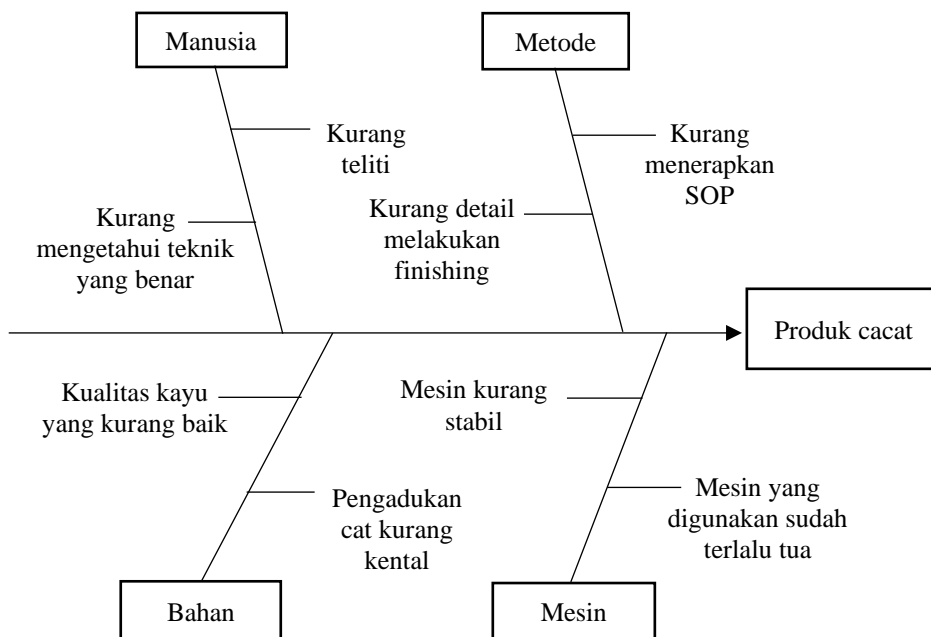 Manusia
Metode
Kurang
teliti
Kurang
menerapkan
SOP
Kurang
mengetahui teknik
yang benar
Kurang detail
melakukan
finishing
Produk cacat
Kualitas kayu
yang kurang baik
Mesin kurang
stabil
Pengadukan
cat kurang
kental
Mesin yang
digunakan sudah
terlalu tua
Bahan
Mesin